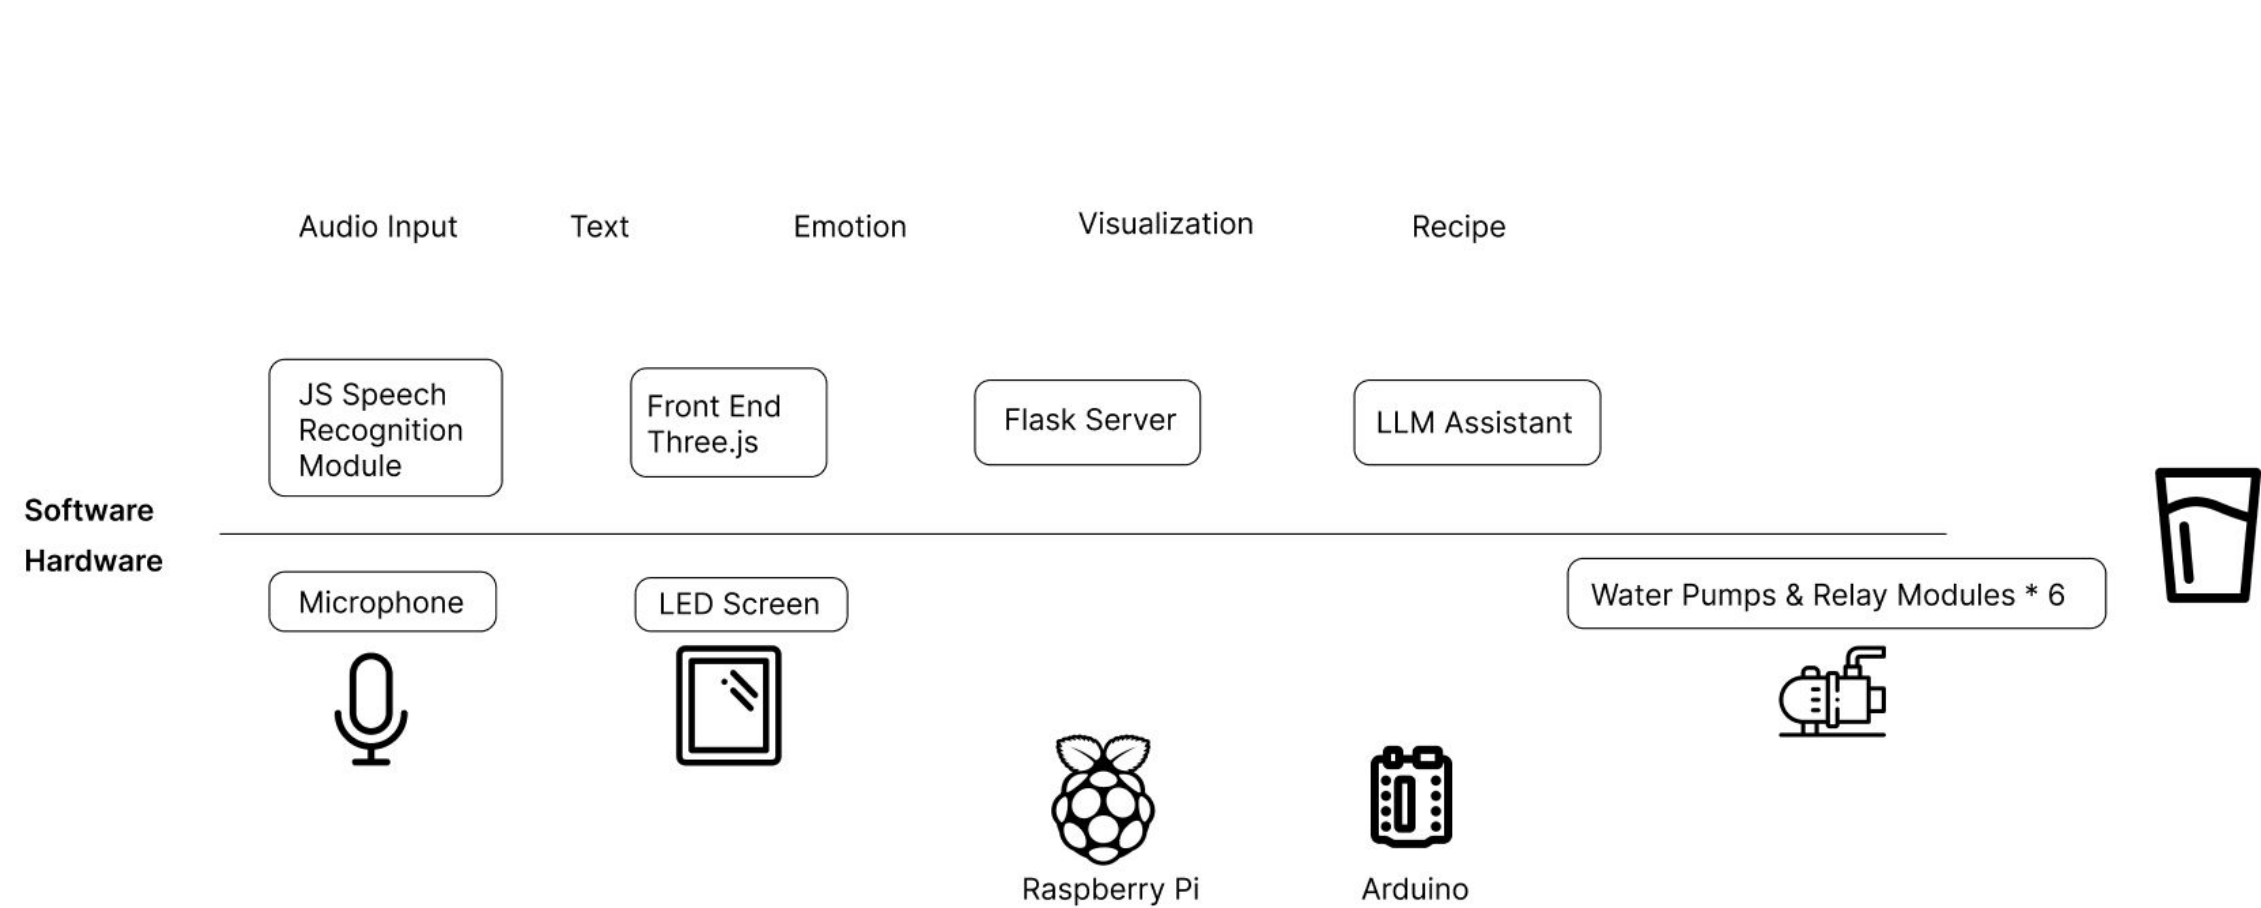 Audio Input
Text
Emotion
Visualization
Recipe
JS Speech
Recognition
Module
Front End
Three.js
Flask Server
LLM Assistant
Software
Hardware
Microphone
LED Screen
Water Pumps & Relay Modules * 6
Raspberry Pi
Arduino